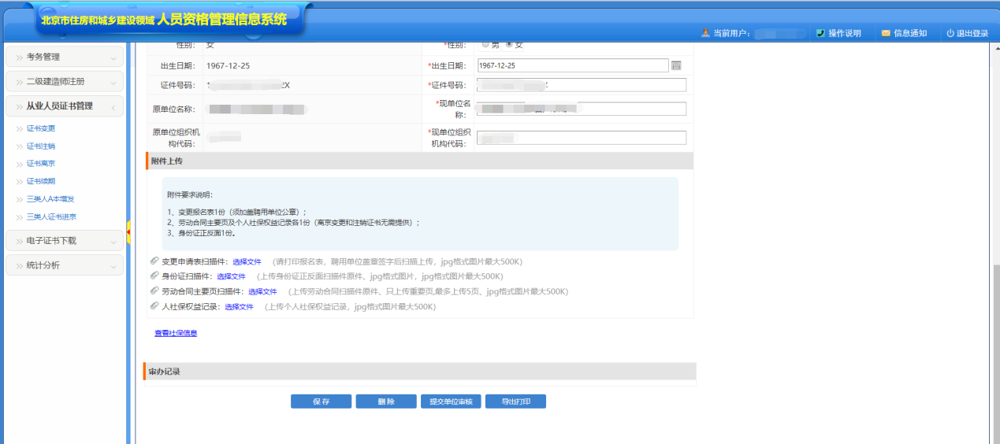 北京市住房和城乡建设领域 人员资格管理信息系统
当前用户： 操作说明 信息通知 退出登录
考务管理
二级建造师注册
从业人员证书管理
证书变更
证书注销
证书离京
证书续期
三类人A本增发
三类人证书进京
电子证书下载
统计分析
性别： 女 *性别： 男 女
出生日期： 1967-12-25 *出生日期： 1967-12-25
证件号码： X *证件号码：
原单位名称： *现单位名
称：
原单位组织机 *现单位组织
构代码： 机构代码：
附件上传
附件要求说明：
1、变更报名表1份（须加盖聘用单位公章）；
2、劳动合同主要页及个人社保权益记录各1份（离京变更和注销证书无需提供）；
3、身份证正反面1份。
变更申请表扫描件： 选择文件 （请打印报名表，聘用单位盖章签字后扫描上传，jpg格式图片最大500K）
身份证扫描件： 选择文件 （上传身份证正反面扫描件原件、jpg格式图片，jpg格式图片最大500K）
劳动合同主要页扫描件： 选择文件 （上传劳动合同扫描件原件、只上传重要页,最多上传5页、jpg格式图片最大500K）
人社保权益记录： 选择文件 （上传个人社保权益记录，jpg格式图片最大500K）
查看社保信息
审办记录
保 存 删 除 提交单位审核 导出打印